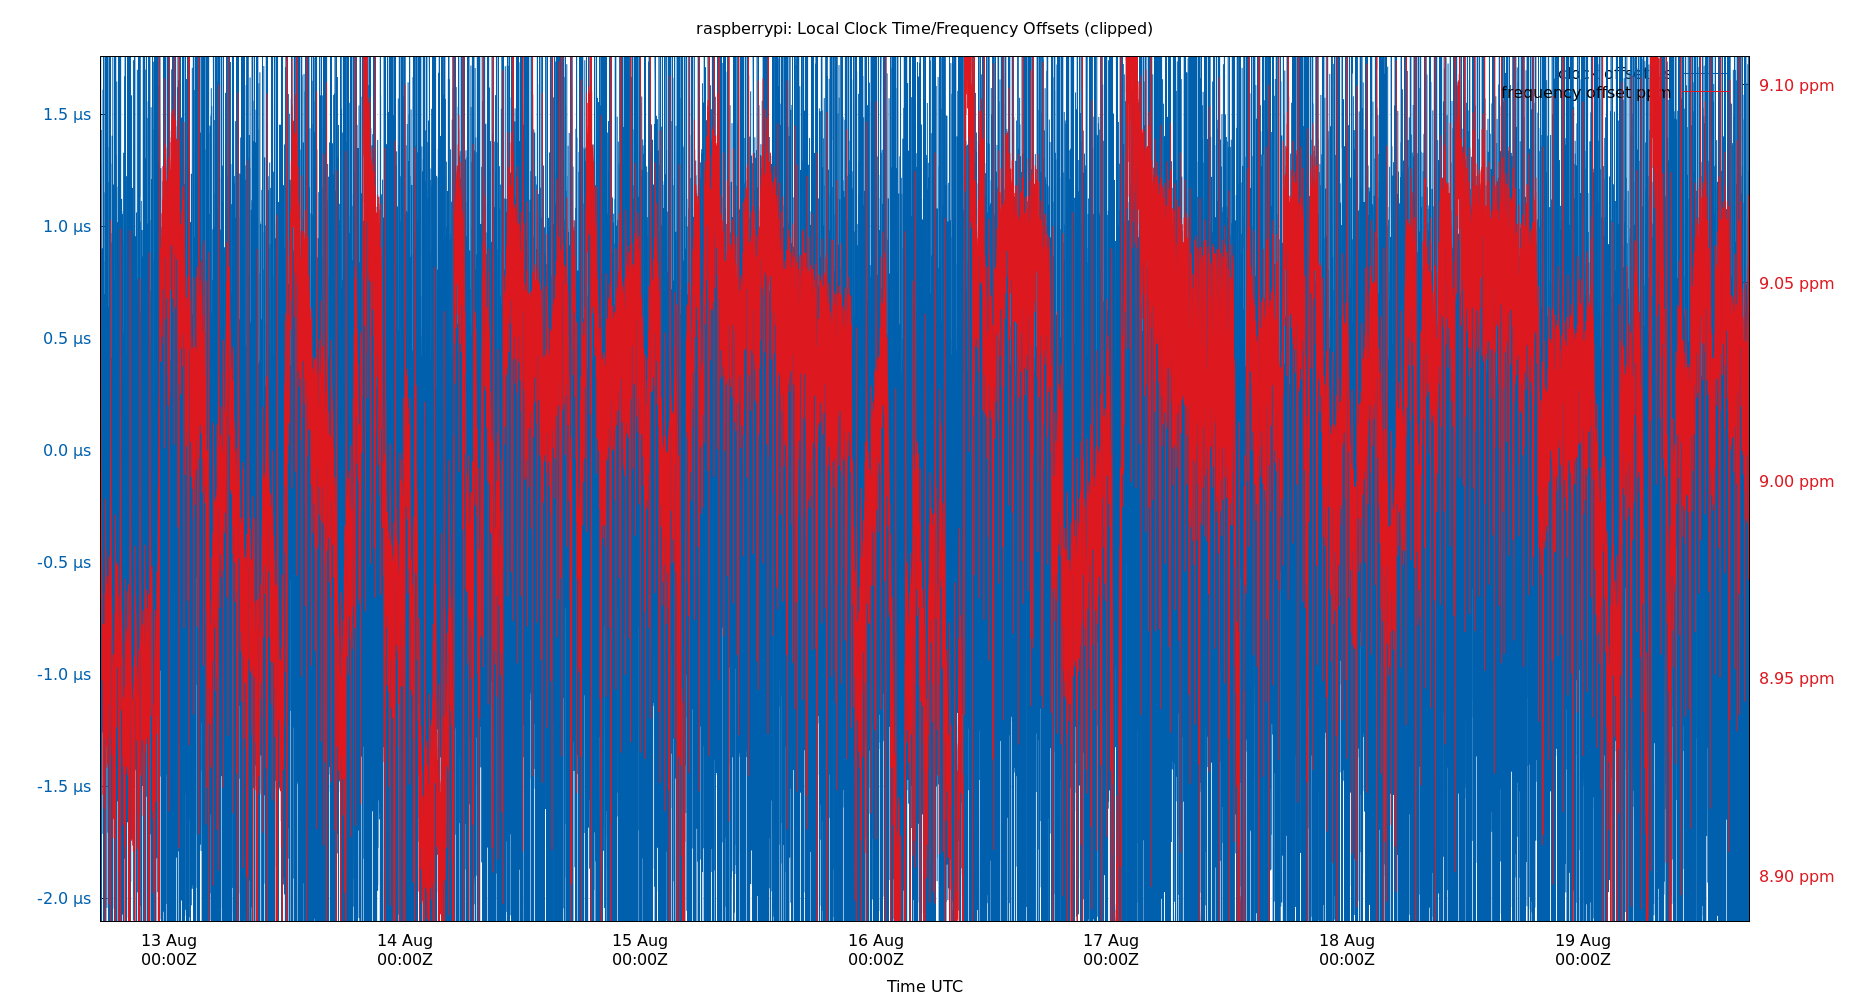 raspberrypi: Local Clock Time/Frequency Offsets (clipped)
frequency offset ppm
1.5 µs
1.0 µs
0.5 µs
0.0 µs
-0.5 µs
-1.0 µs
-1.5 µs
-2.0 µs
9.10 ppm
9.05 ppm
9.00 ppm
8.95 ppm
8.90 ppm
13 Aug 14 Aug 15 Aug 16 Aug 17 Aug 18 Aug 19 Aug
00:00Z 00:00Z 00:00Z 00:00Z 00:00Z 00:00Z 00:00Z
Time UTC